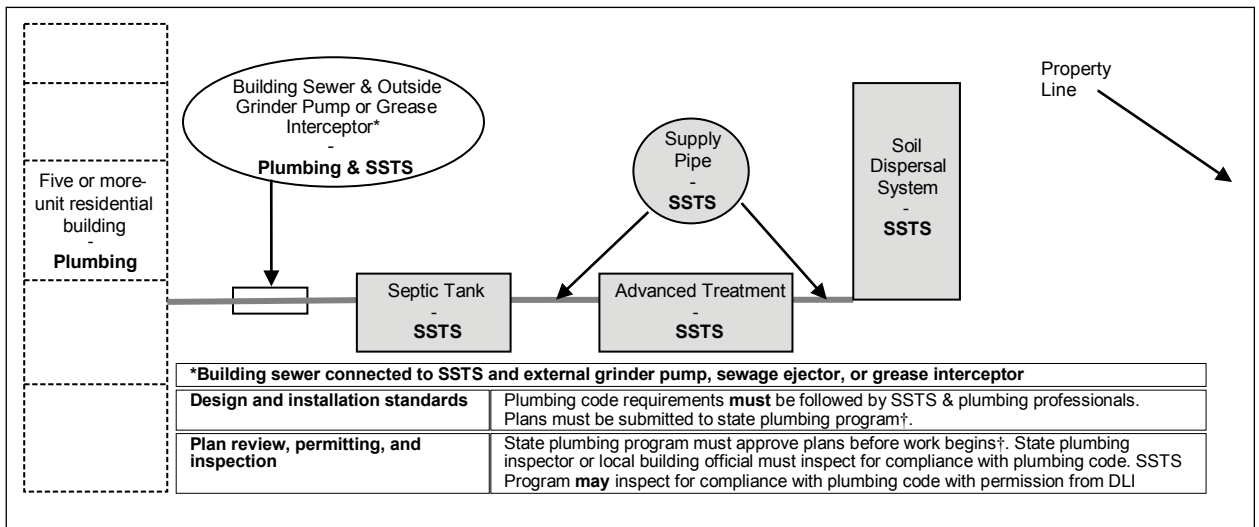 Five or more-
unit residential
building
-
Plumbing
Building Sewer & Outside
Grinder Pump or Grease
Interceptor*
-
Plumbing & SSTS
Septic Tank
-
SSTS
Supply
Pipe
-
SSTS
Advanced Treatment
-
SSTS
Soil
Dispersal
System
-
SSTS
Property
Line
*Building sewer connected to SSTS and external grinder pump, sewage ejector, or grease interceptor
Design and installation standards
Plumbing code requirements must be followed by SSTS & plumbing professionals.
Plans must be submitted to state plumbing program†.
Plan review, permitting, and
inspection
State plumbing program must approve plans before work begins†. State plumbing
inspector or local building official must inspect for compliance with plumbing code. SSTS
Program may inspect for compliance with plumbing code with permission from DLI